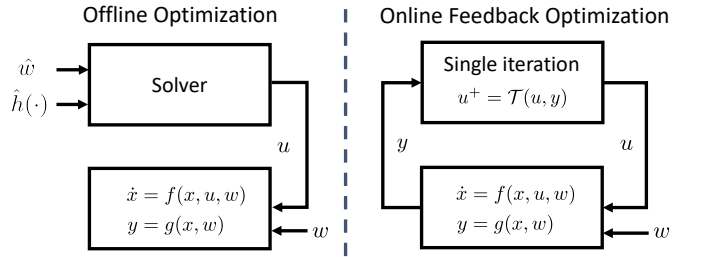 Offline Optimization
ŵ
ĥ(·)
Solver
u
ẋ = f(x, u, w)
y = g(x, w)
w
Online Feedback Optimization
Single iteration
u⁺ = 𝒯(u, y)
y
u
ẋ = f(x, u, w)
y = g(x, w)
w